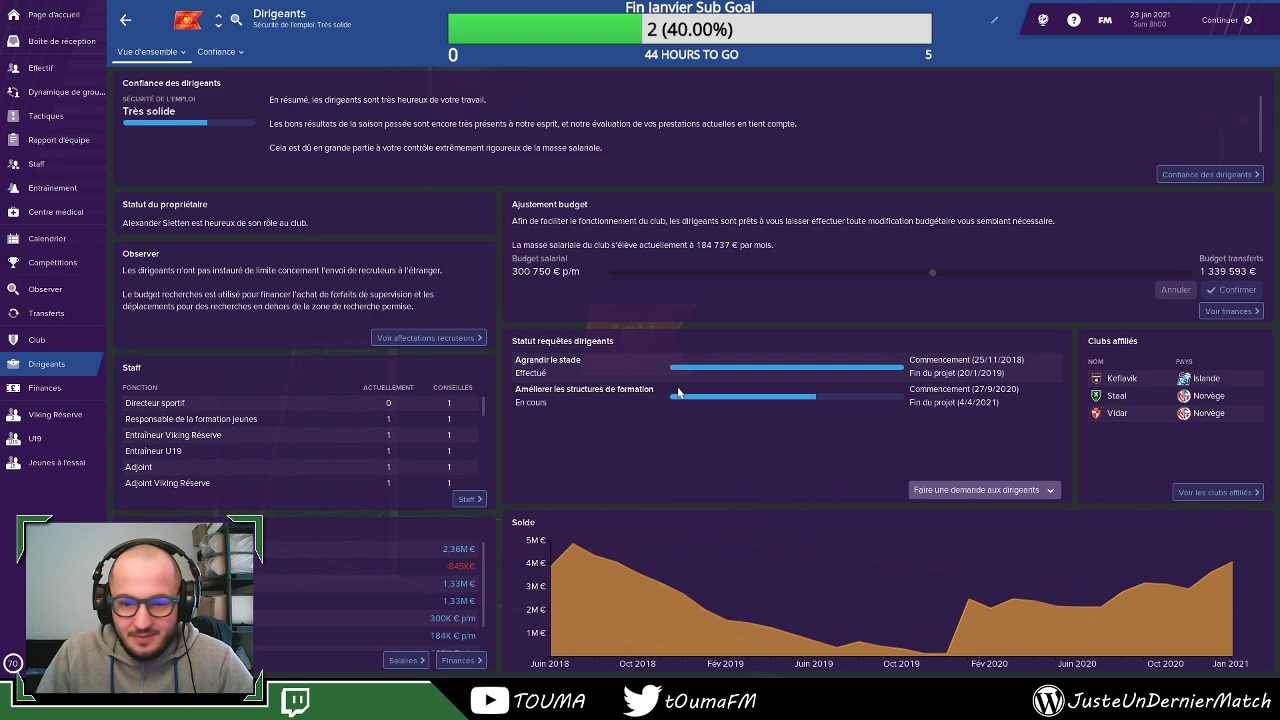 Page d'accueil
Boîte de réception
Effectif
Dynamique de grou...
Tactiques
Rapport d'équipe
Staff
Entraînement
Centre médical
Calendrier
Compétitions
Observer
Transferts
Club
Dirigeants
Finances
Viking Réserve
U19
Jeunes à l'essai
Dirigeants
Sécurité de l'emploi: Très solide
Fin Janvier Sub Goal
2 (40.00%)
0
44 HOURS TO GO
5
FM
23 jan 2021
Sam 8h00
Continuer
Vue d'ensemble
Confiance
Confiance des dirigeants
SÉCURITÉ DE L'EMPLOI
Très solide
En résumé, les dirigeants sont très heureux de votre travail.
Les bons résultats de la saison passée sont encore très présents à notre esprit, et notre évaluation de vos prestations actuelles en tient compte.
Cela est dû en grande partie à votre contrôle extrêmement rigoureux de la masse salariale.
Confiance des dirigeants
Statut du propriétaire
Alexander Sletten est heureux de son rôle au club.
Observer
Les dirigeants n'ont pas instauré de limite concernant l'envoi de recruteurs à l'étranger.
Le budget recherches est utilisé pour financer l'achat de forfaits de supervision et les
déplacements pour des recherches en dehors de la zone de recherche permise.
Voir affectations recruteurs
Ajustement budget
Afin de faciliter le fonctionnement du club, les dirigeants sont prêts à vous laisser effectuer toute modification budgétaire vous semblant nécessaire.
La masse salariale du club s'élève actuellement à 184 737 € par mois.
Budget salarial
300 750 € p/m
Budget transferts
1 339 593 €
Annuler
Confirmer
Voir finances
Staff
FONCTION ACTUELLEMENT CONSEILLÉS
Directeur sportif 0 1
Responsable de la formation jeunes 1 1
Entraîneur Viking Réserve 1 1
Entraîneur U19 1 1
Adjoint 1 1
Adjoint Viking Réserve 1 1
Staff
Statut requêtes dirigeants
Agrandir le stade
Effectué
Commencement (25/11/2018)
Fin du projet (20/1/2019)
Améliorer les structures de formation
En cours
Commencement (27/9/2020)
Fin du projet (4/4/2021)
Faire une demande aux dirigeants
Clubs affiliés
NOM PAYS
Keflavik Islande
Staal Norvège
Vidar Norvège
Voir les clubs affiliés
2,36M €
-845K €
1,33M €
1,33M €
300K € p/m
184K € p/m
Salaires
Finances
Solde
5M €
4M €
3M €
2M €
1M €
Juin 2018 Oct 2018 Fév 2019 Juin 2019 Oct 2019 Fév 2020 Juin 2020 Oct 2020 Jan 2021
70
TOUMA
tOumaFM
JusteUnDernierMatch